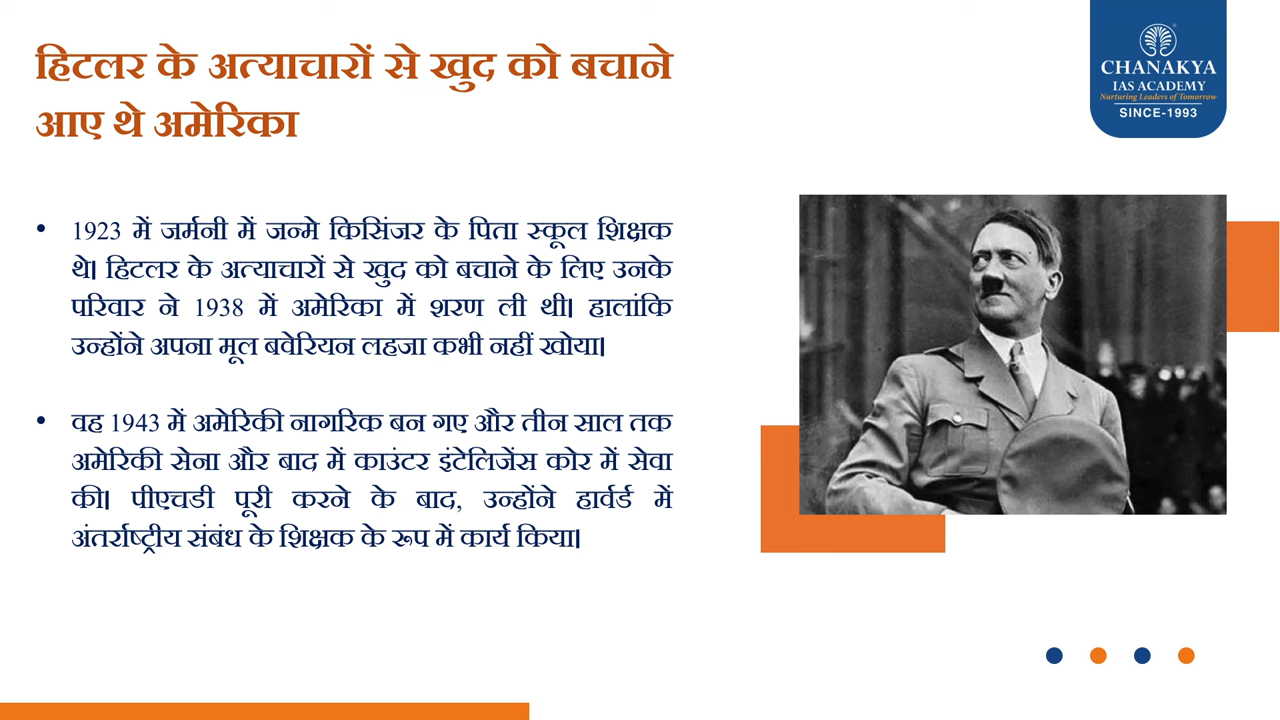 हिटलर के अत्याचारों से खुद को बचाने
आए थे अमेरिका
CHANAKYA
IAS ACADEMY
Nurturing Leaders of Tomorrow
SINCE-1993
• 1923 में जर्मनी में जन्मे किसिंजर के पिता स्कूल शिक्षक
थे। हिटलर के अत्याचारों से खुद को बचाने के लिए उनके
परिवार ने 1938 में अमेरिका में शरण ली थी। हालांकि
उन्होंने अपना मूल बवेरियन लहजा कभी नहीं खोया।
• वह 1943 में अमेरिकी नागरिक बन गए और तीन साल तक
अमेरिकी सेना और बाद में काउंटर इंटेलिजेंस कोर में सेवा
की। पीएचडी पूरी करने के बाद, उन्होंने हार्वर्ड में
अंतर्राष्ट्रीय संबंध के शिक्षक के रूप में कार्य किया।